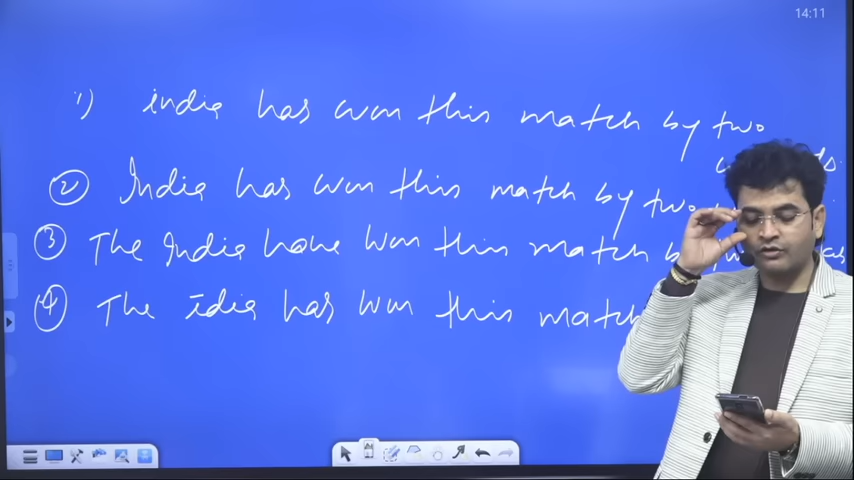 14:11
1) india has won this match by two
② India has won this match by two
③ The India have won this match
④ The idia has won this match